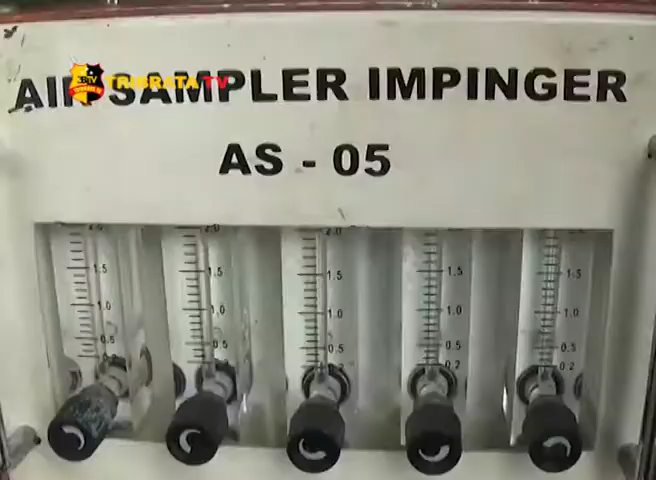 TRIBRATA TV
AIR SAMPLER IMPINGER
AS - 05
2.0 2.0 2.0
1.5 1.5 1.5 1.5 1.5
1.0 1.0 1.0 1.0 1.0
0.5 0.5 0.5 0.5 0.5
0.2 0.2